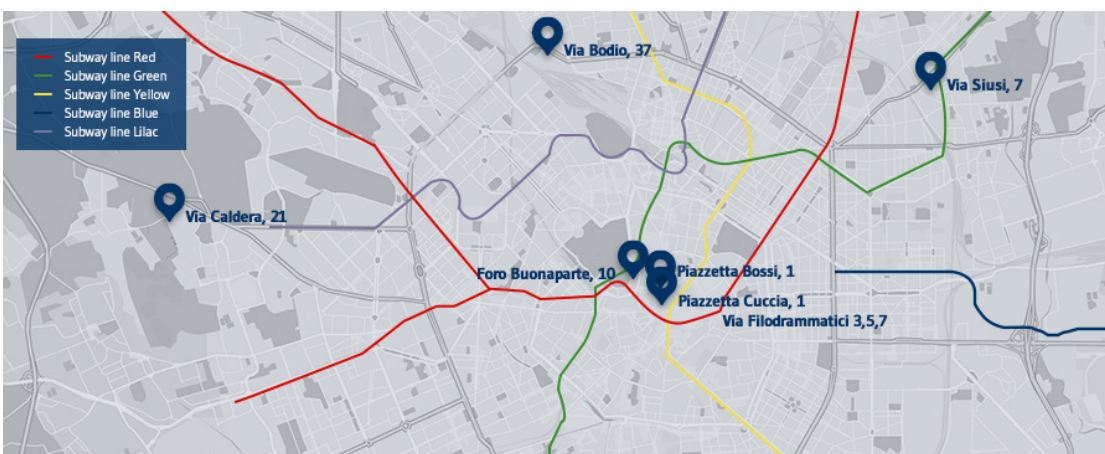 Subway line Red
Subway line Green
Subway line Yellow
Subway line Blue
Subway line Lilac
Via Bodio, 37
Via Siusi, 7
Via Caldera, 21
Foro Buonaparte, 10
Piazzetta Bossi, 1
Piazzetta Cuccia, 1
Via Filodrammatici 3,5,7